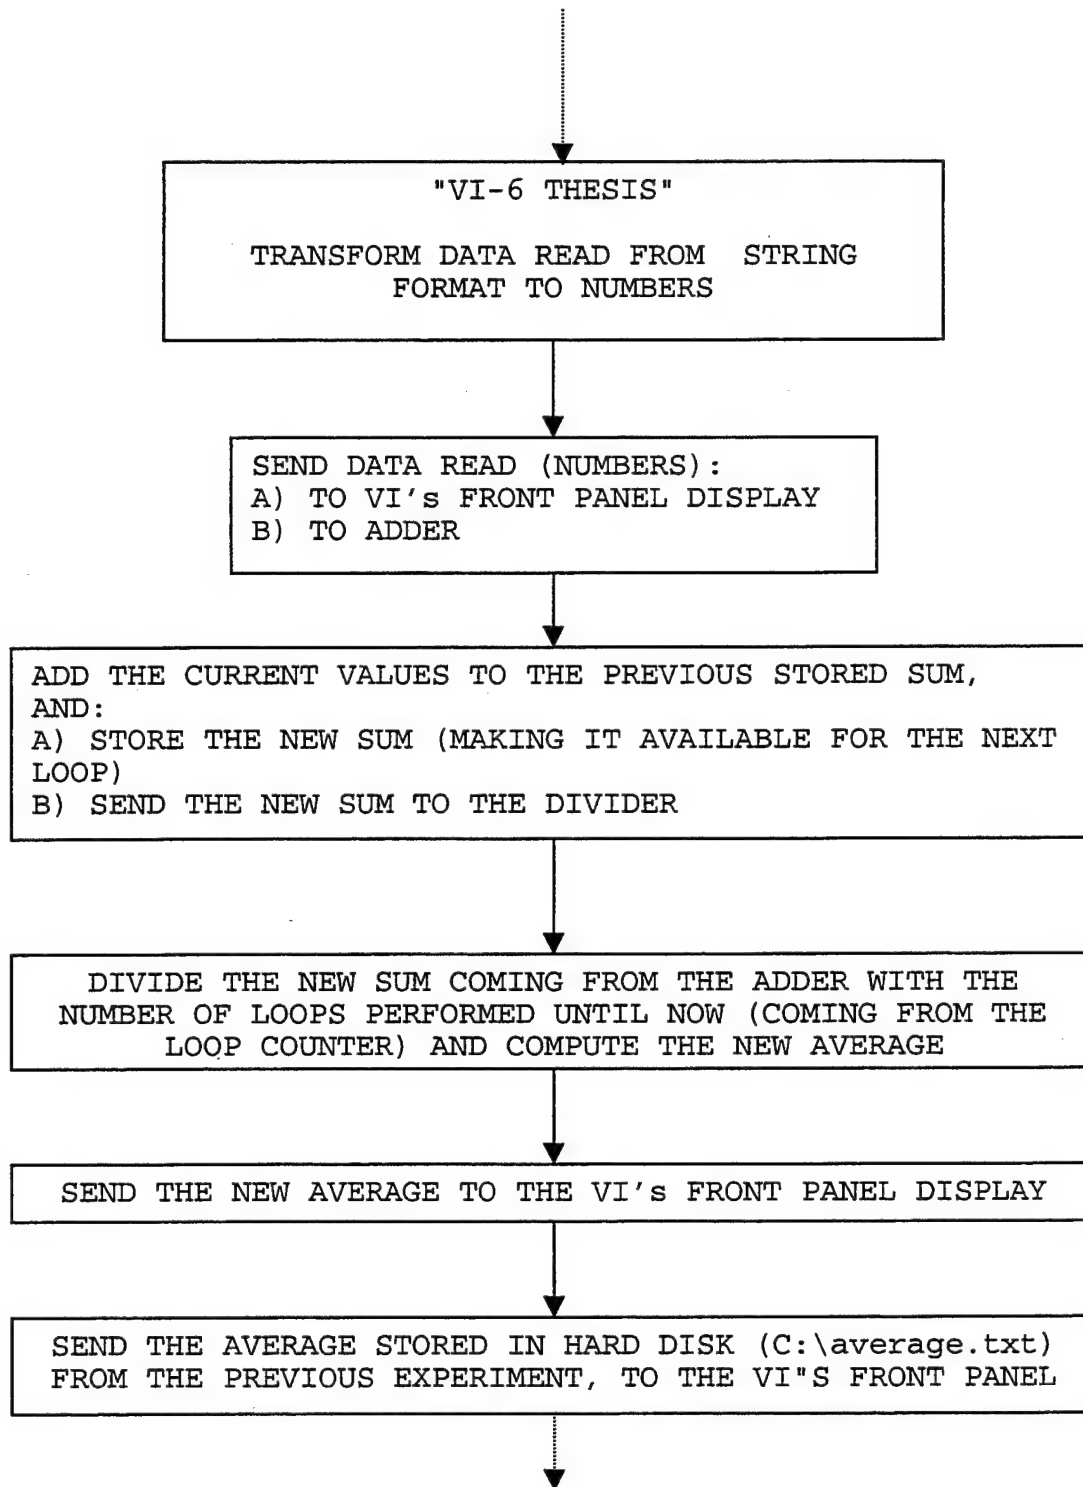 "VI-6 THESIS"
TRANSFORM DATA READ FROM STRING
FORMAT TO NUMBERS
SEND DATA READ (NUMBERS):
A) TO VI's FRONT PANEL DISPLAY
B) TO ADDER
ADD THE CURRENT VALUES TO THE PREVIOUS STORED SUM,
AND:
A) STORE THE NEW SUM (MAKING IT AVAILABLE FOR THE NEXT
LOOP)
B) SEND THE NEW SUM TO THE DIVIDER
DIVIDE THE NEW SUM COMING FROM THE ADDER WITH THE
NUMBER OF LOOPS PERFORMED UNTIL NOW (COMING FROM THE
LOOP COUNTER) AND COMPUTE THE NEW AVERAGE
SEND THE NEW AVERAGE TO THE VI's FRONT PANEL DISPLAY
SEND THE AVERAGE STORED IN HARD DISK (C:\average.txt)
FROM THE PREVIOUS EXPERIMENT, TO THE VI"S FRONT PANEL